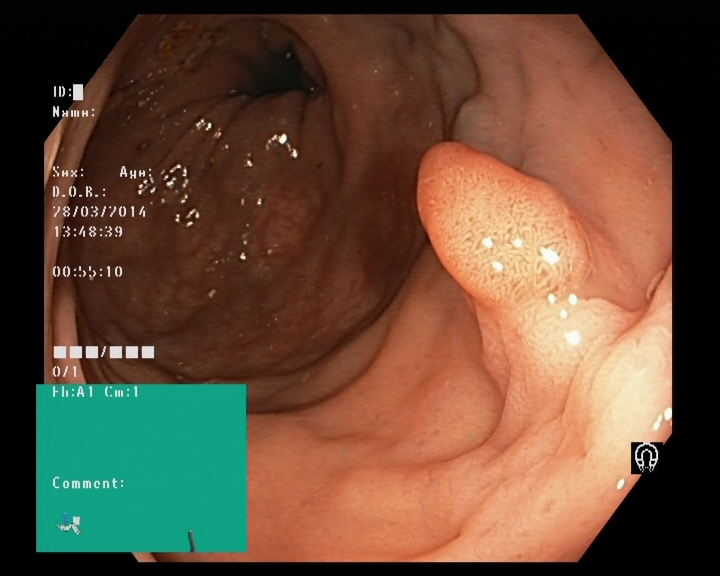 ID:
Name:
Sex: Age:
D.O.B.:
28/03/2014
13:48:39
00:55:10
0/1
Eh:A1 Cm:1
Comment: